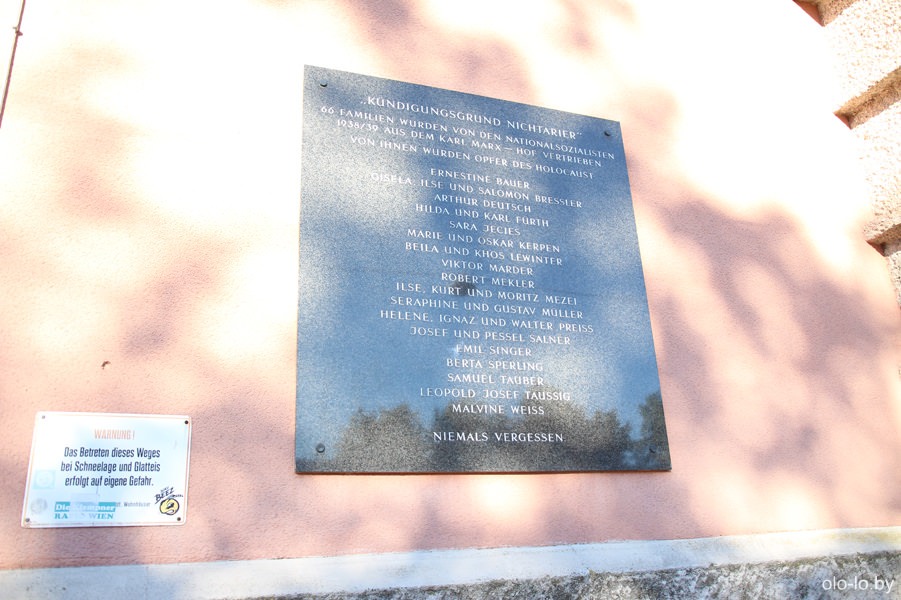 „KÜNDIGUNGSGRUND NICHTARIER"
66 FAMILIEN WURDEN VON DEN NATIONALSOZIALISTEN
1938/39 AUS DEM KARL MARX – HOF VERTRIEBEN
VON IHNEN WURDEN OPFER DES HOLOCAUST
ERNESTINE BAUER
GISELA, ILSE UND SALOMON BRESSLER
ARTHUR DEUTSCH
HILDA UND KARL FÜRTH
SARA JECIES
MARIE UND OSKAR KERPEN
BEILA UND KHOS LEWINTER
VIKTOR MARDER
ROBERT MEKLER
ILSE, KURT UND MORITZ MEZEI
SERAPHINE UND GUSTAV MÜLLER
HELENE, IGNAZ UND WALTER PREISS
JOSEF UND PESSEL SALNER
EMIL SINGER
BERTA SPERLING
SAMUEL TAUBER
LEOPOLD JOSEF TAUSSIG
MALVINE WEISS
NIEMALS VERGESSEN
WARNUNG!
Das Betreten dieses Weges
bei Schneelage und Glatteis
erfolgt auf eigene Gefahr.
WIEN
olo-lo.by